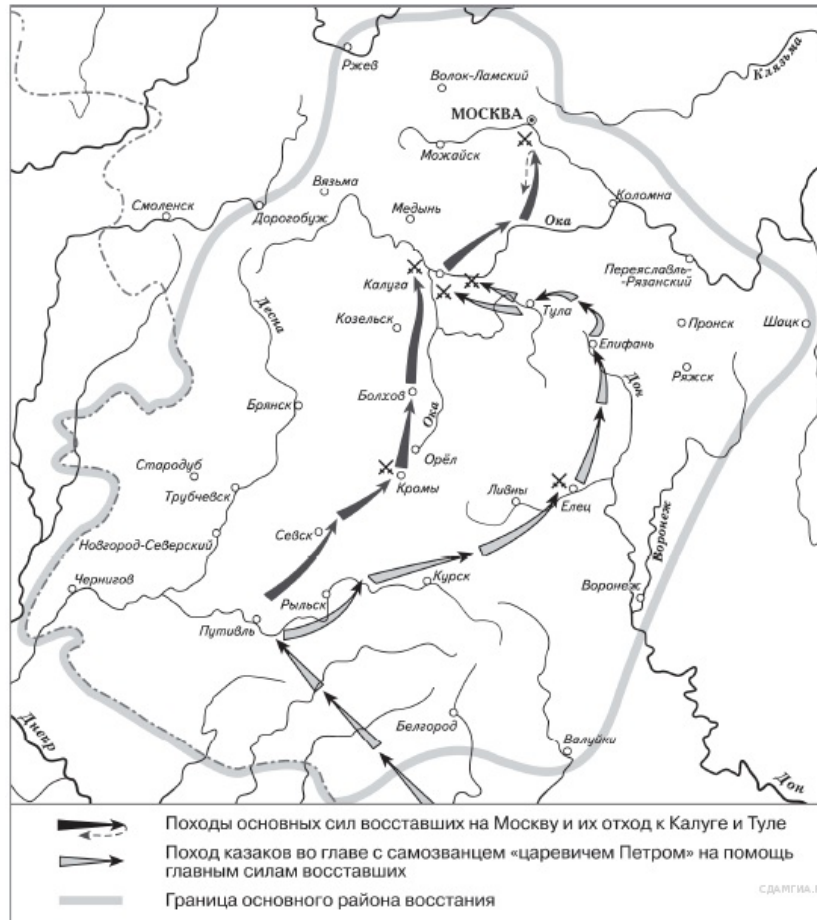 Ржев
Волок-Ламский
Клязьма
МОСКВА
Можайск
Вязьма
Смоленск
Дорогобуж
Медынь
Коломна
Ока
Переяславль-
-Рязанский
Калуга
Десна
Козельск
Тула
Пронск
Шацк
Епифань
Ряжск
Дон
Болхов
Ока
Брянск
Орёл
Стародуб
Кромы
Трубчевск
Ливны
Елец
Воронеж
Севск
Новгород-Северский
Чернигов
Курск
Воронеж
Рыльск
Путивль
Белгород
Днепр
Валуйки
Дон
Походы основных сил восставших на Москву и их отход к Калуге и Туле
Поход казаков во главе с самозванцем «царевичем Петром» на помощь
главным силам восставших
Граница основного района восстания